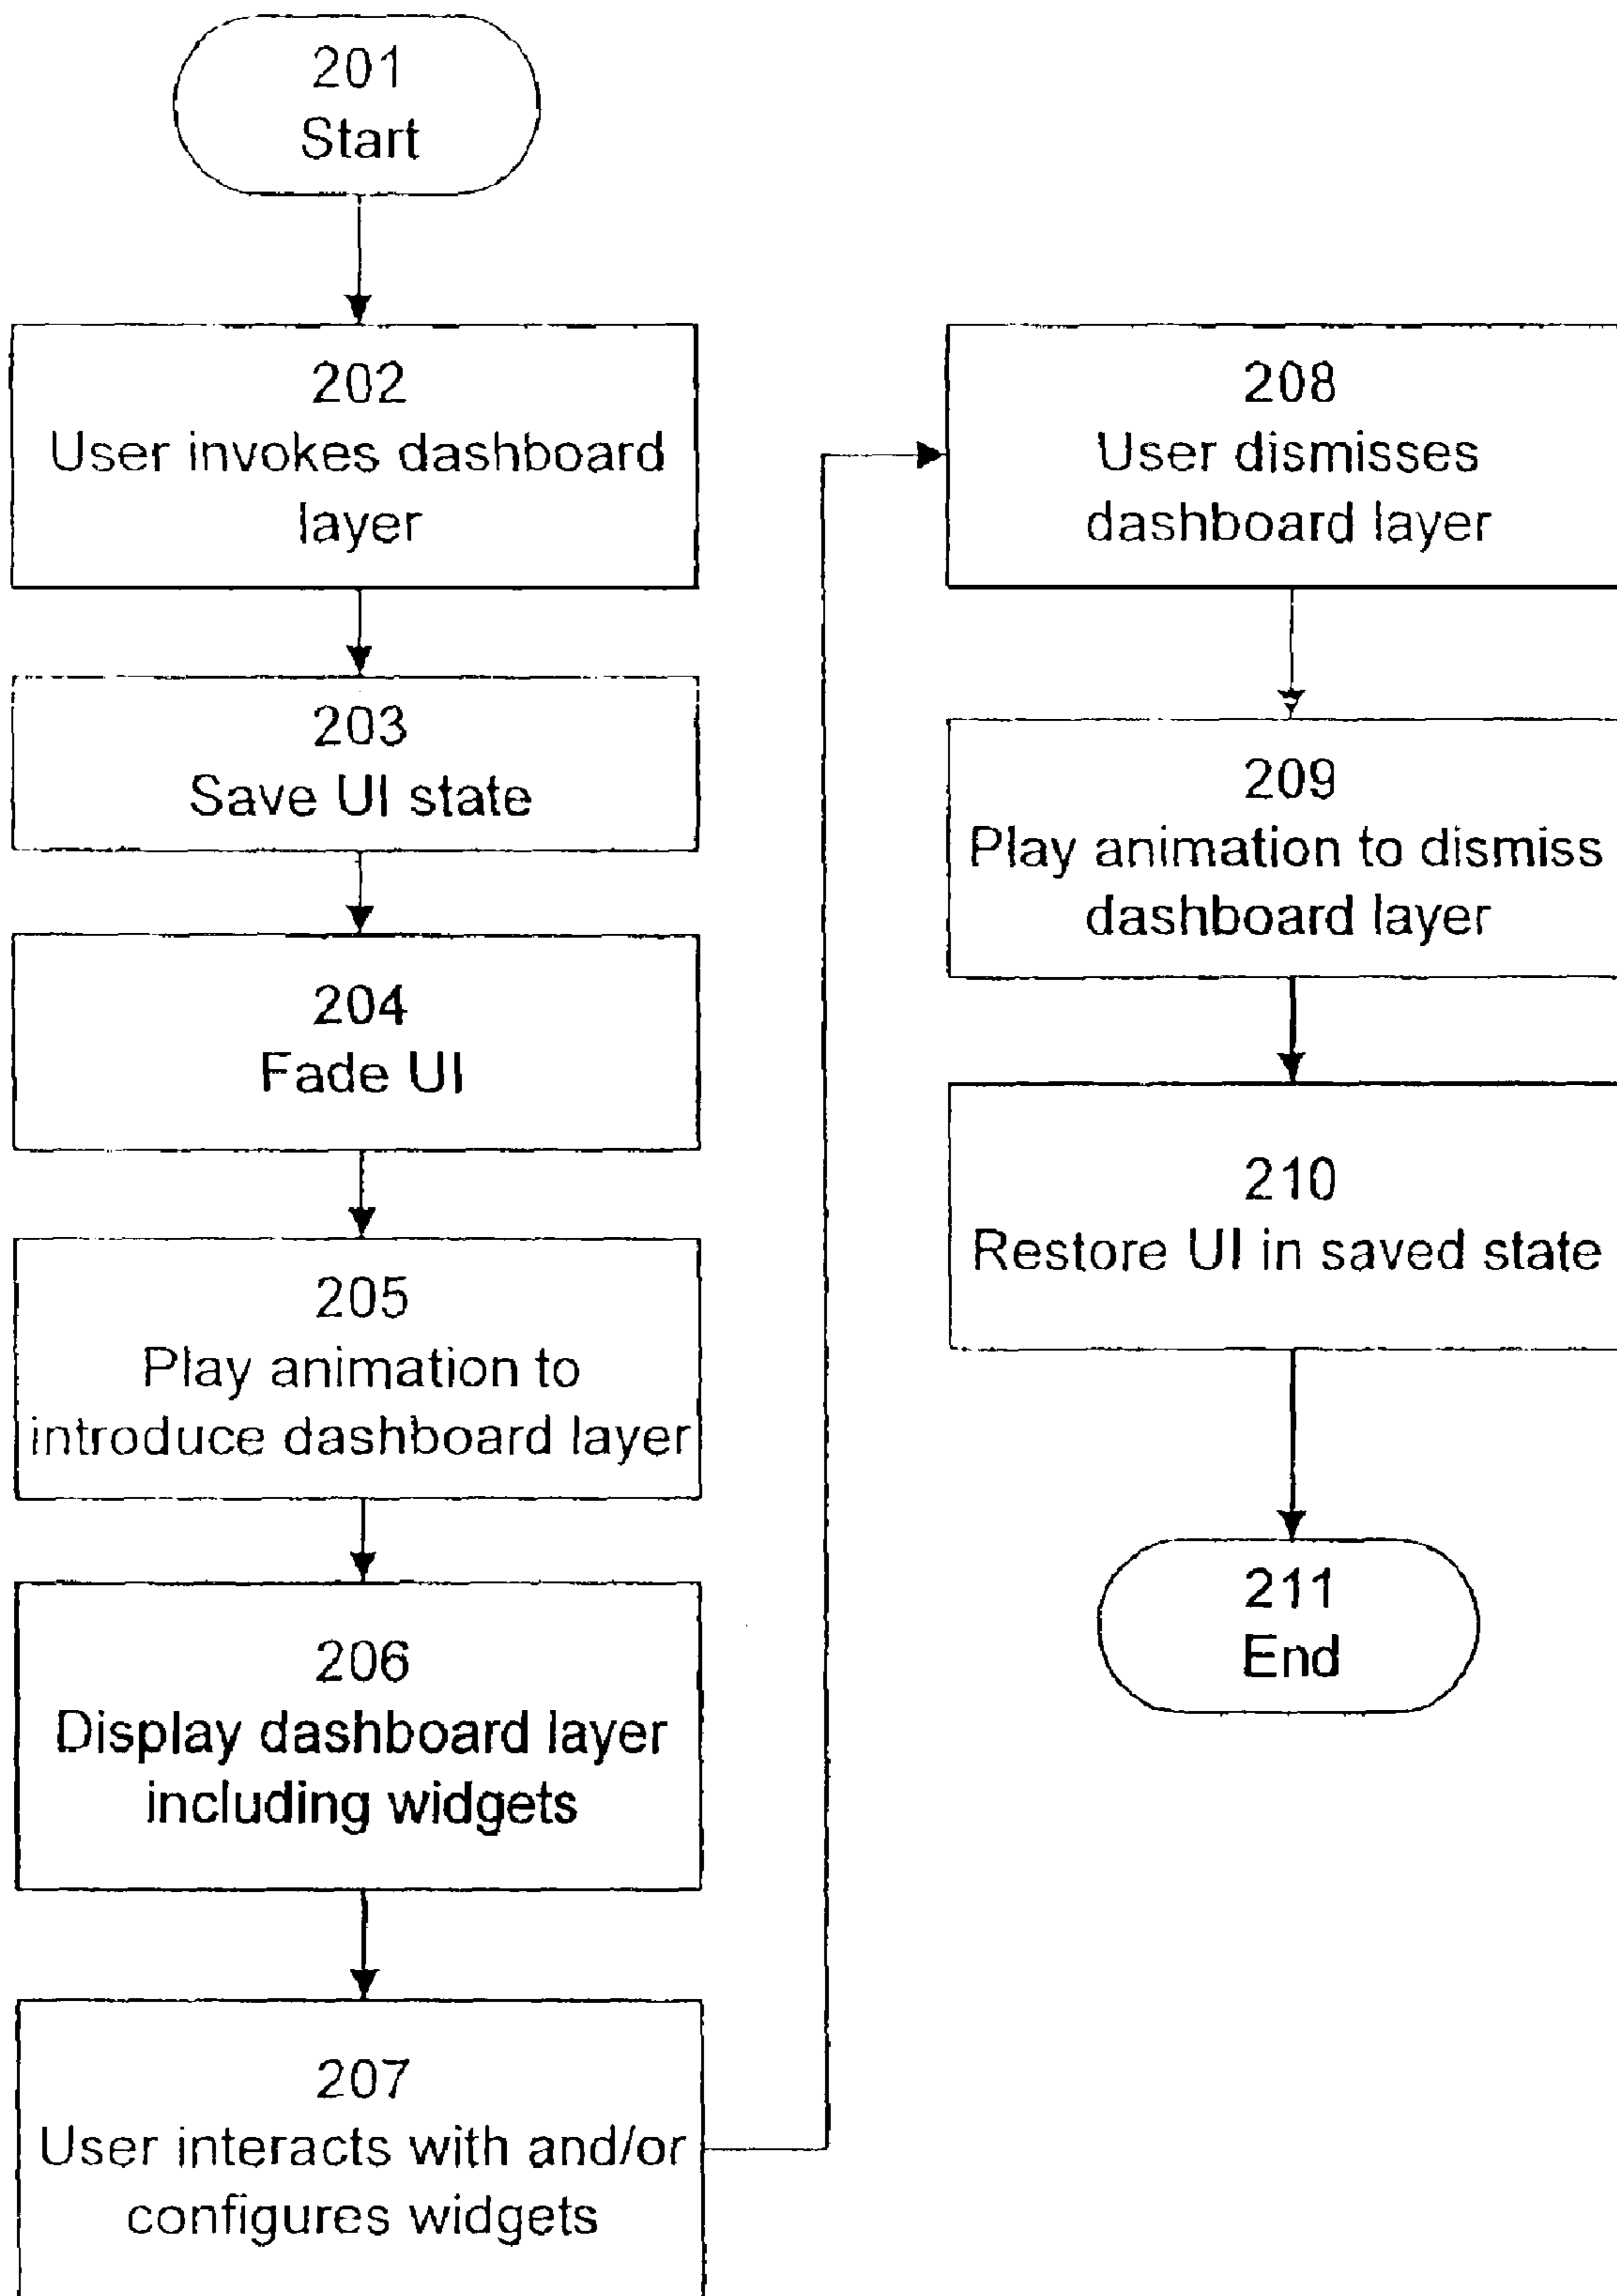 201
Start
202
User invokes dashboard
layer
203
Save UI state
204
Fade UI
205
Play animation to
introduce dashboard layer
206
Display dashboard layer
including widgets
207
User interacts with and/or
configures widgets
208
User dismisses
dashboard layer
209
Play animation to dismiss
dashboard layer
210
Restore UI in saved state
211
End